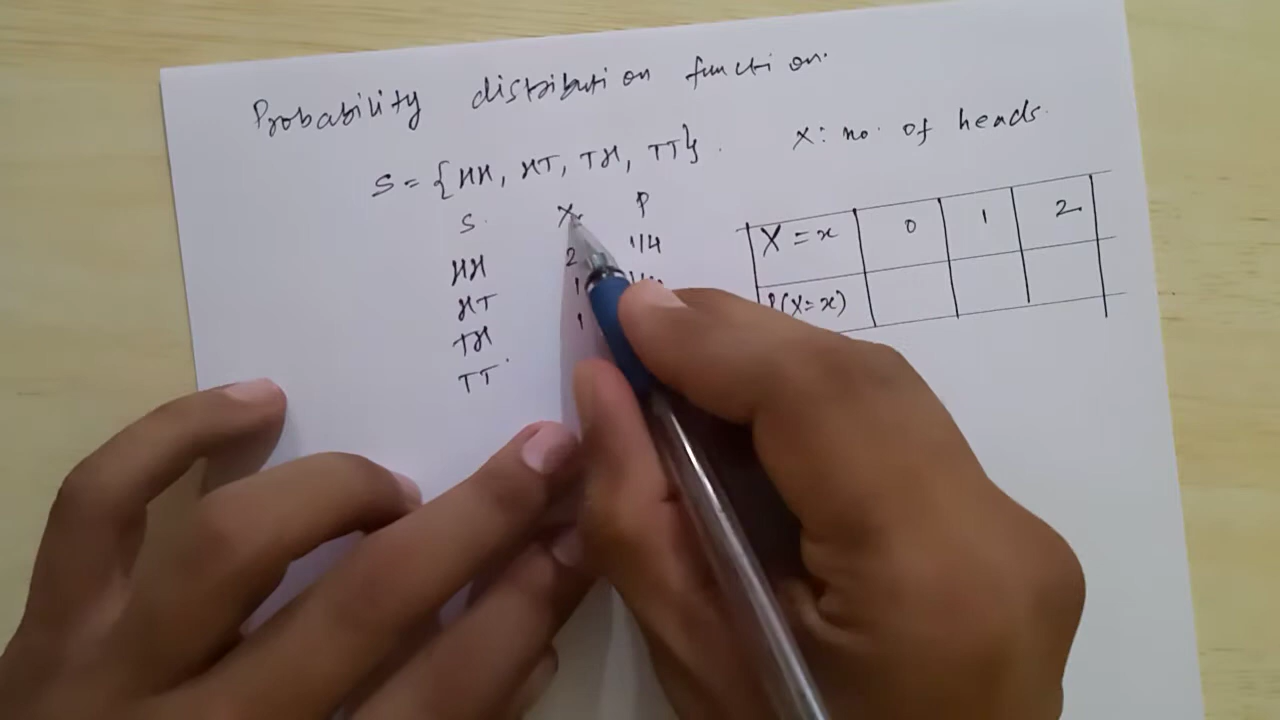 Probability distribution function.
S = {HH, HT, TH, TT}. X: no. of heads.
S. X P
HH 2 1/4
HT 1
TH 1
TT
X = x 0 1 2
(X=x)